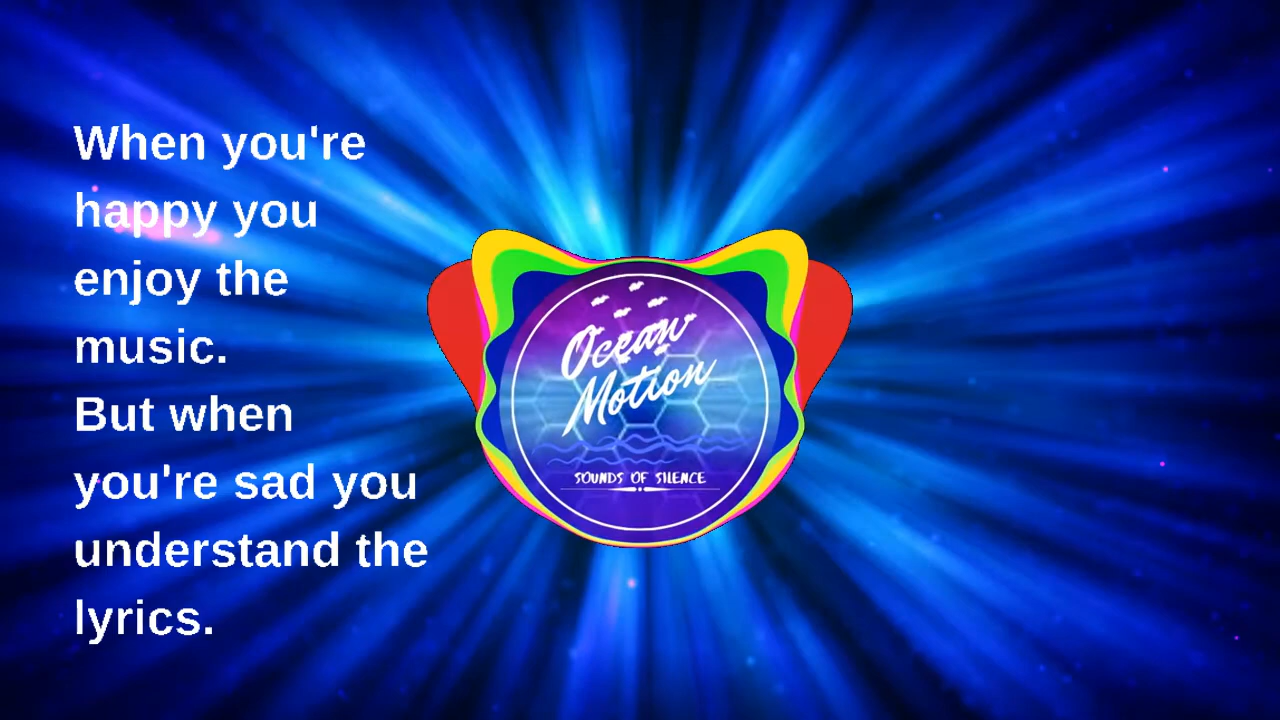 When you're
happy you
enjoy the
music.
But when
you're sad you
understand the
lyrics.
Ocean
Motion
SOUNDS OF SILENCE